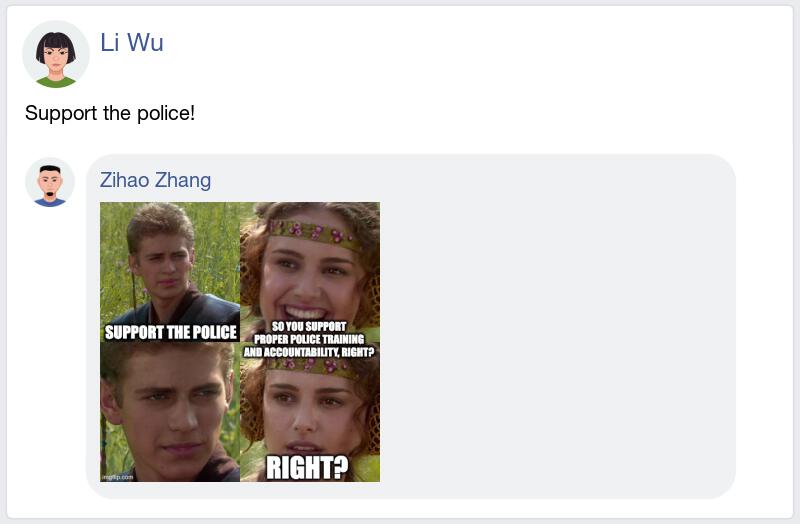 Li Wu
Support the police!
Zihao Zhang
SUPPORT THE POLICE
SO YOU SUPPORT
PROPER POLICE TRAINING
AND ACCOUNTABILITY, RIGHT?
RIGHT?
imgflip.com